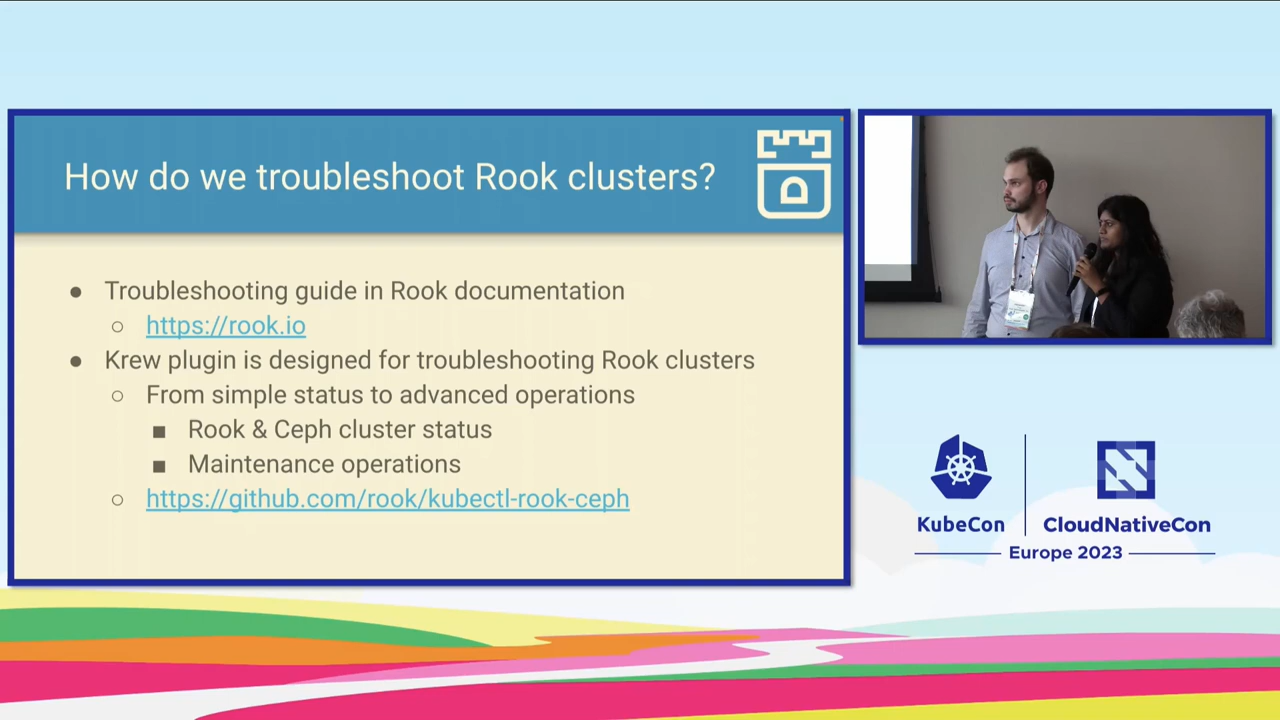 How do we troubleshoot Rook clusters?
● Troubleshooting guide in Rook documentation
○ https://rook.io
● Krew plugin is designed for troubleshooting Rook clusters
○ From simple status to advanced operations
■ Rook & Ceph cluster status
■ Maintenance operations
○ https://github.com/rook/kubectl-rook-ceph
KubeCon
CloudNativeCon
Europe 2023